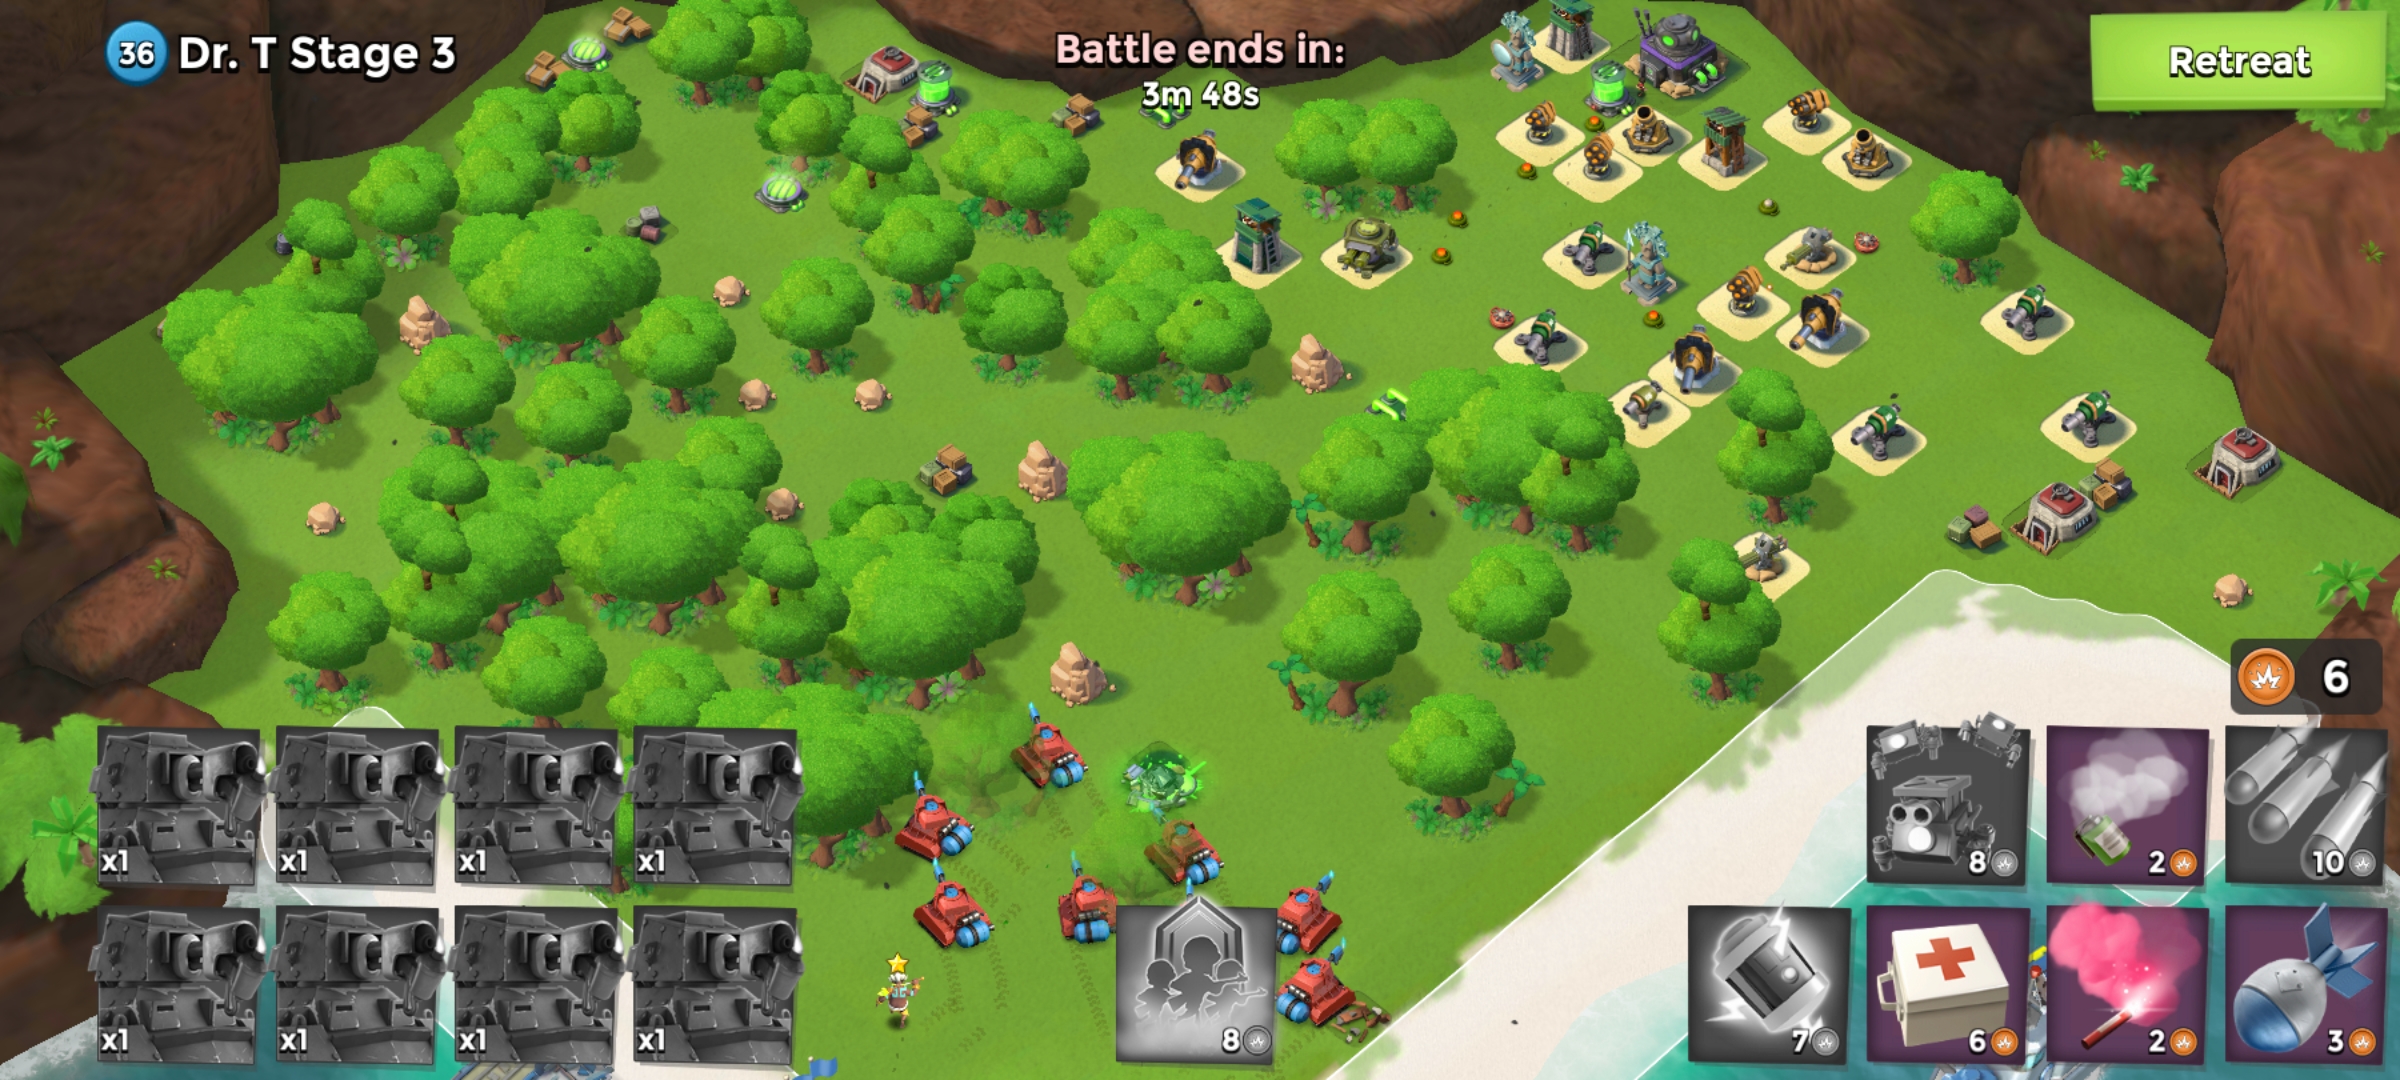 36 Dr. T Stage 3
Battle ends in:
3m 48s
Retreat
6
x1 x1 x1 x1
8 2 10
x1 x1 x1 x1
8
7 6 2 3